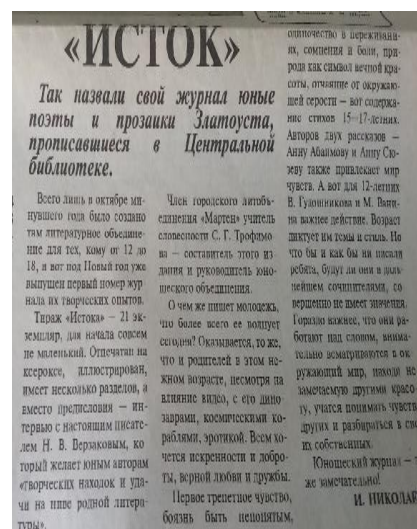 «ИСТОК»
Так назвали свой журнал юные
поэты и прозаики Златоуста,
прописавшиеся в Центральной
библиотеке.
Всего лишь в октябре ми-
нувшего года было создано
там литературное объедине-
ние для тех, кому от 12 до
18, и вот под Новый год уже
выпущен первый номер жур-
нала их творческих опытов.
Тираж «Истока» – 21 эк-
земпляр, для начала совсем
не маленький. Отпечатан на
ксероксе, иллюстрирован,
имеет несколько разделов, а
вместо предисловия – ин-
тервью с настоящим писате-
лем Н. В. Верзаковым, ко-
торый желает юным авторам
«творческих находок и уда-
чи на ниве родной литера-
туры».
Член городского литобъ-
единения «Мартен» учитель
словесности С. Г. Трофимо-
ва – составитель этого из-
дания и руководитель юно-
шеского объединения.
О чем же пишет молодежь,
что более всего ее волнует
сегодня? Оказывается, то же,
что и родителей в этом не-
жном возрасте, несмотря на
влияние видео, с его дино
заврами, космическими ко-
раблями, эротикой. Всем хо-
чется искренности и добро-
ты, верной любви и дружбы.
Первое трепетное чувство,
боязнь быть непонятым,
одиночество и переживани-
я, сомнения и боли, при-
рода как символ вечной кра-
соты, отчаяние от окружаю-
щей серости – вот содержа-
ние стихов 15–17-летних.
Авторов двух рассказов –
Анну Абаимову и Анну Сю-
зеву также привлекает мир
чувств. А вот для 12-летних
В. Гулонникова и М. Вани-
на важнее действие. Возраст
диктует им темы и стиль. Но
что бы и как бы ни писали
ребята, будут ли они в даль-
нейшем сочинителями, со-
вершенно не имеет значения.
Гораздо важнее, что они ра-
ботают над словом, внима-
тельно всматриваются в ок-
ружающий мир, находя не
замечаемую другими красо-
ту, учатся понимать чувств
других и разбираться в сво
их собственных.
Юношеский журнал – т
же замечательно!
И. НИКОЛАЕ